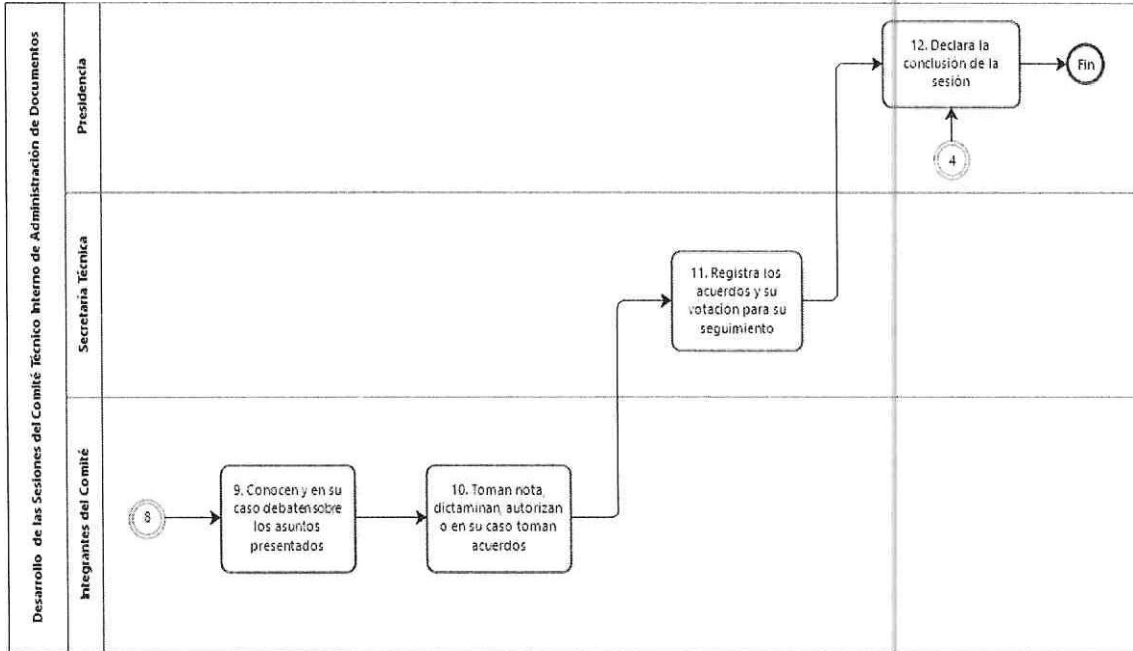 Desarrollo de las Sesiones del Comité Técnico Interno de Administración de Documentos
Presidencia
12. Declara la
conclusión de la
sesión
Fin
4
Secretaría Técnica
11. Registra los
acuerdos y su
votación para su
seguimiento
Integrantes del Comité
8
9. Conocen y en su
caso debaten sobre
los asuntos
presentados
10. Toman nota,
dictaminan, autorizan
o en su caso toman
acuerdos